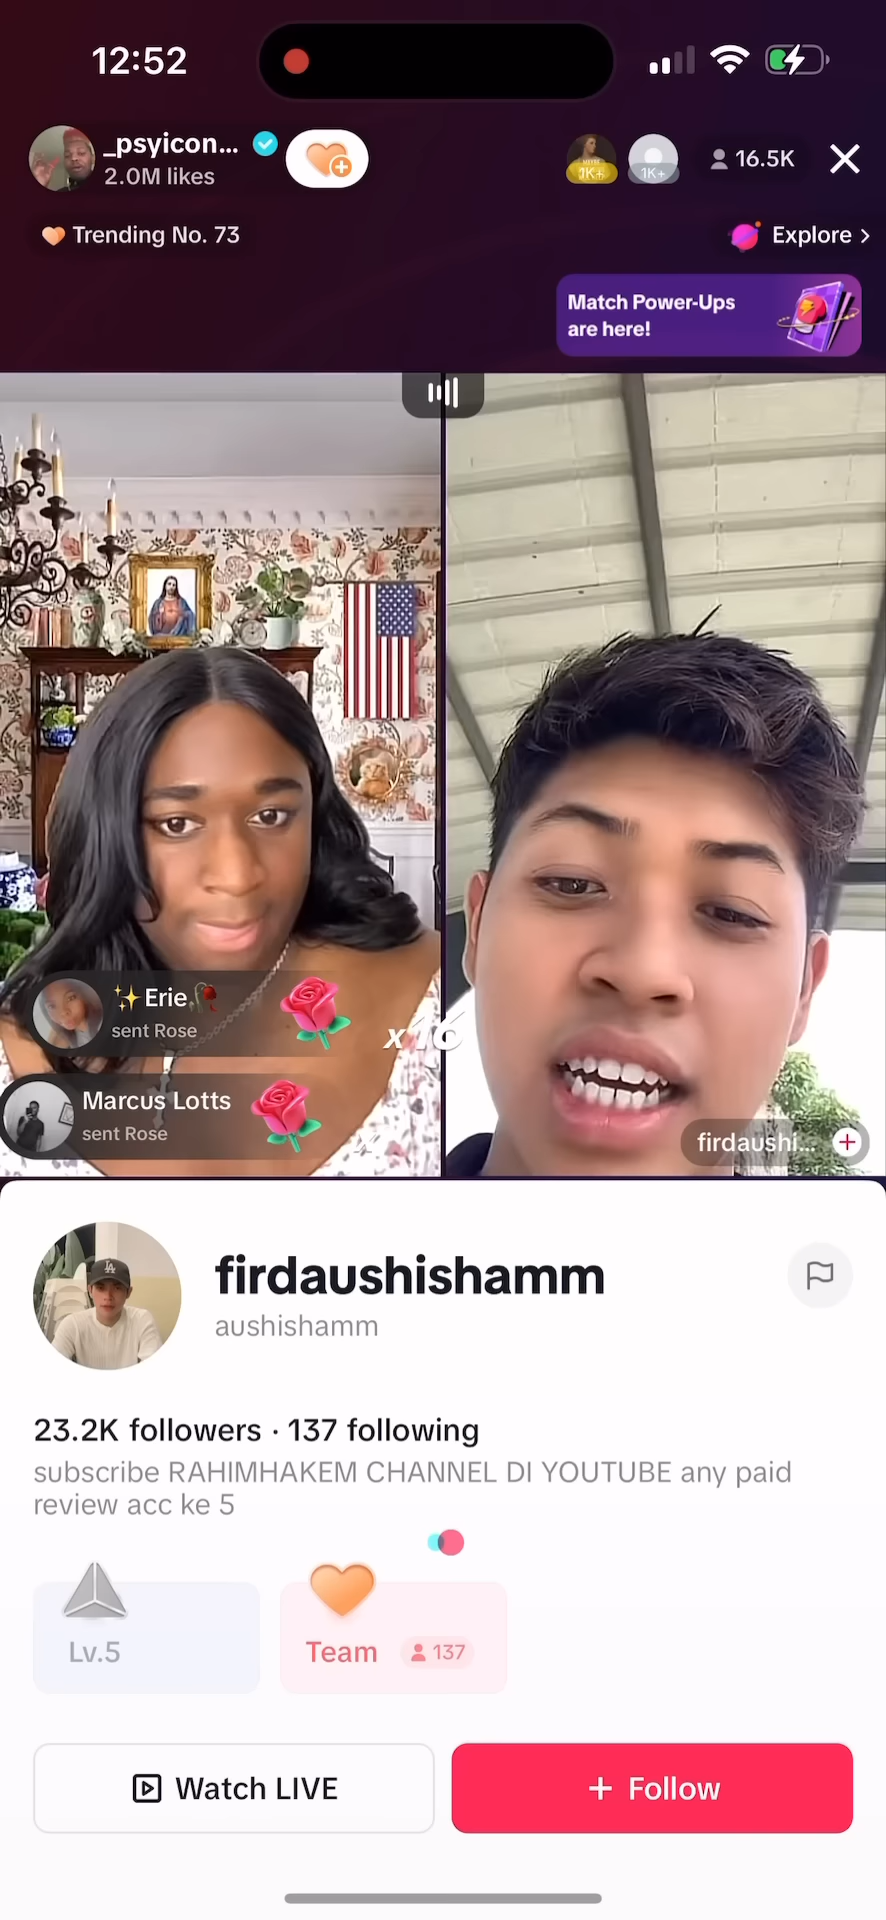 12:52
_psyicon...
2.0M likes
1K+
1K+
16.5K
Trending No. 73
Explore >
Match Power-Ups
are here!
✨Erie🥀
sent Rose
x16
Marcus Lotts
sent Rose
firdaushi...
firdaushishamm
aushishamm
23.2K followers · 137 following
subscribe RAHIMHAKEM CHANNEL DI YOUTUBE any paid
review acc ke 5
Lv.5
Team 137
Watch LIVE
+ Follow